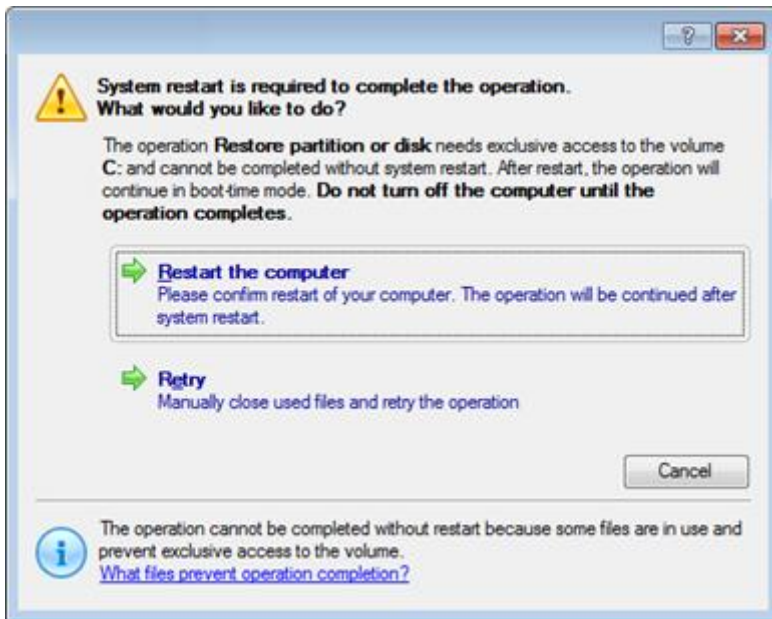 System restart is required to complete the operation.
What would you like to do?
The operation Restore partition or disk needs exclusive access to the volume
C: and cannot be completed without system restart. After restart, the operation will
continue in boot-time mode. Do not turn off the computer until the
operation completes.
Restart the computer
Please confirm restart of your computer. The operation will be continued after
system restart.
Retry
Manually close used files and retry the operation
Cancel
The operation cannot be completed without restart because some files are in use and
prevent exclusive access to the volume.
What files prevent operation completion?